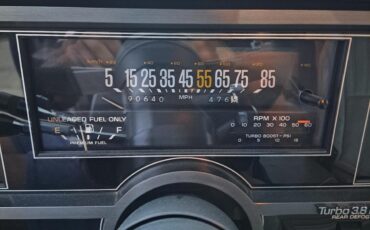 km/h
5 15 25 35 45 55 65 75 85
90640 MPH 476
UNLEADED FUEL ONLY
E F
PREMIUM FUEL
RPM X 100
0 10 20 30 40 50 60
TURBO BOOST-PSI
0 5 10 15
Turbo 3.8
REAR DEFOG